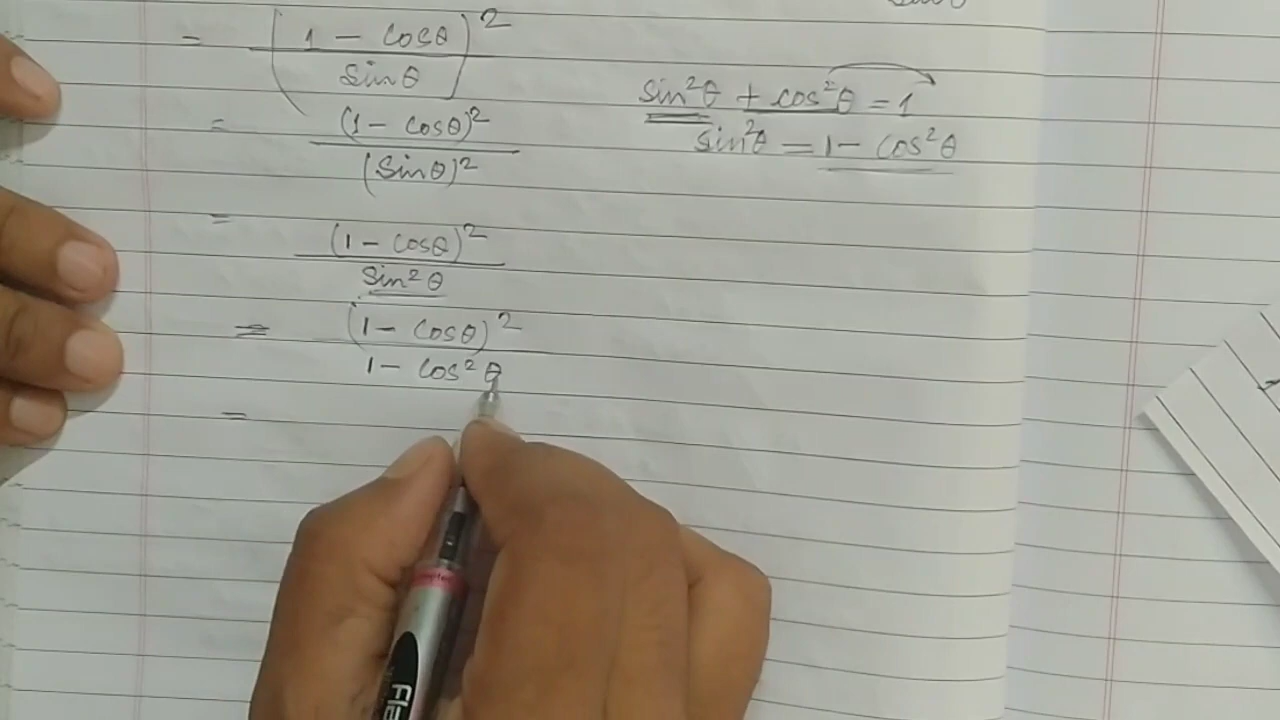 = (1 - cosθ / sinθ)²
= (1 - cosθ)² / (sinθ)²
sin²θ + cos²θ = 1
sin²θ = 1 - cos²θ
= (1 - cosθ)² / sin²θ
= (1 - cosθ)² / 1 - cos²θ
=